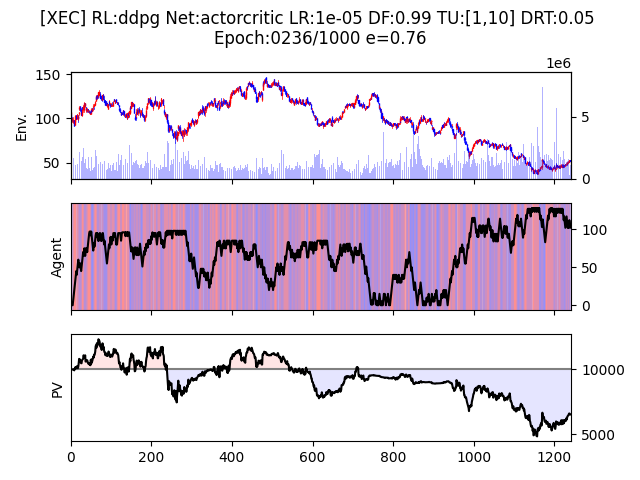 [XEC] RL:ddpg Net:actorcritic LR:1e-05 DF:0.99 TU:[1,10] DRT:0.05
Epoch:0236/1000 e=0.76
1e6
150
100
50
Env.
5
0
Agent
100
50
0
PV
10000
5000
0 200 400 600 800 1000 1200